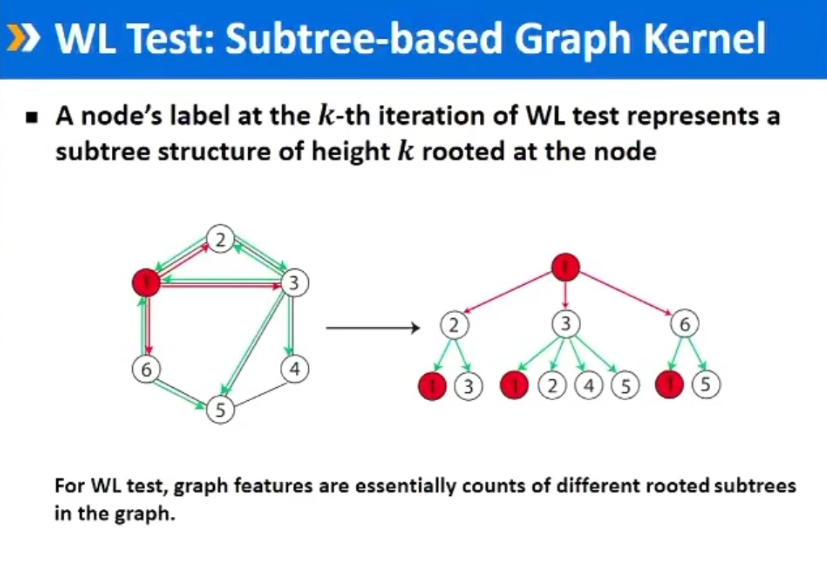 WL Test: Subtree-based Graph Kernel
A node's label at the k-th iteration of WL test represents a
subtree structure of height k rooted at the node
2
1
3
6
4
5
1
2
3
6
1 3 1 2 4 5 1 5
For WL test, graph features are essentially counts of different rooted subtrees
in the graph.